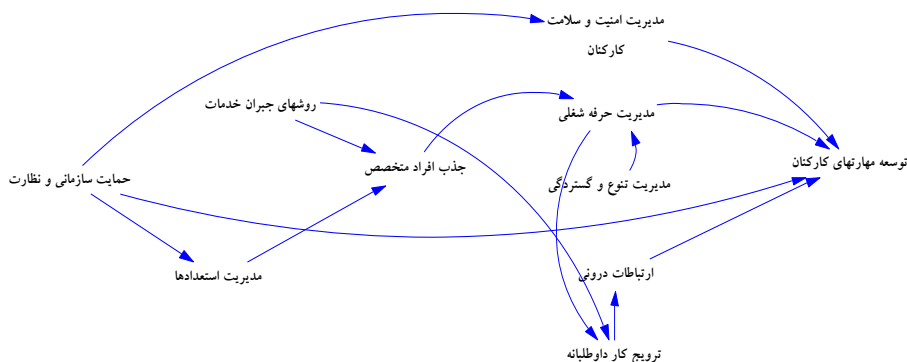 مدیریت امنیت و سلامت
کارکنان
روشهای جبران خدمات
مدیریت حرفه شغلی
توسعه مهارتهای کارکنان
جذب افراد متخصص
حمایت سازمانی و نظارت
مدیریت تنوع و گستردگی
ارتباطات درونی
مدیریت استعدادها
ترویج کار داوطلبانه